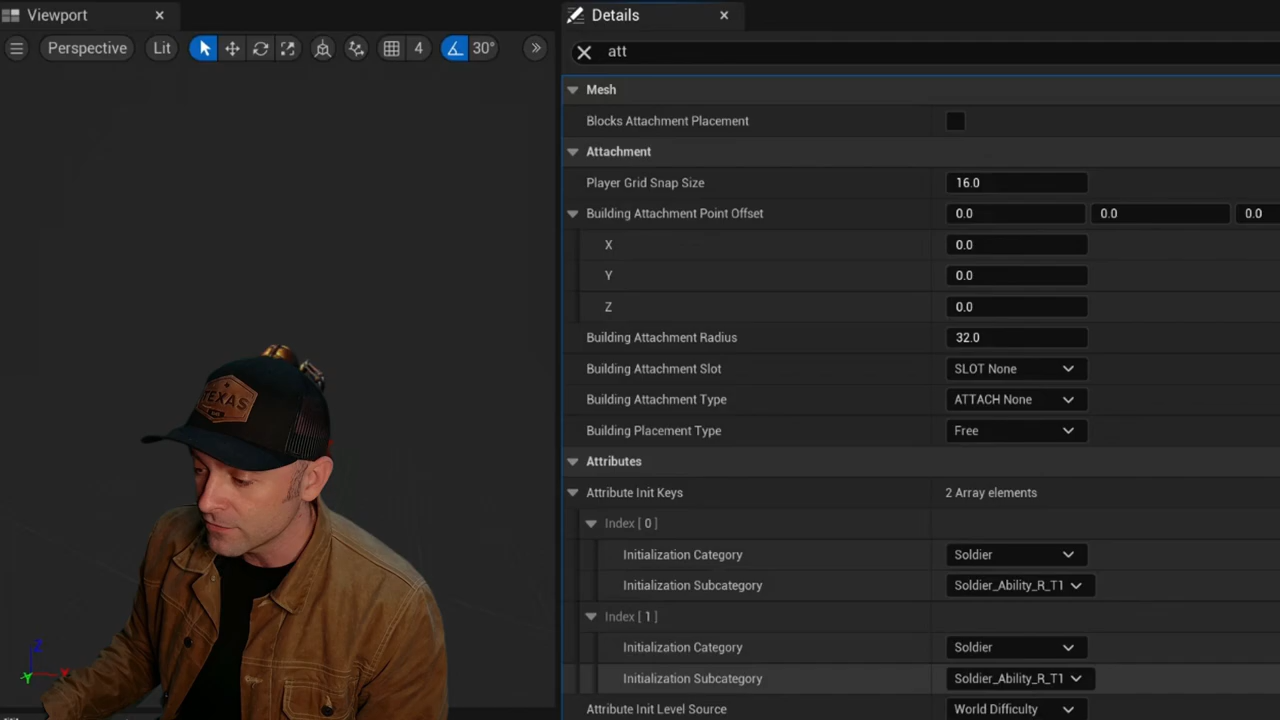 Viewport
Details
Perspective
Lit
4
30°
att
Mesh
Blocks Attachment Placement
Attachment
Player Grid Snap Size
16.0
Building Attachment Point Offset
0.0
0.0
0.0
X
0.0
Y
0.0
Z
0.0
Building Attachment Radius
32.0
Building Attachment Slot
SLOT None
Building Attachment Type
ATTACH None
Building Placement Type
Free
Attributes
Attribute Init Keys
2 Array elements
Index [ 0 ]
Initialization Category
Soldier
Initialization Subcategory
Soldier_Ability_R_T1
Index [ 1 ]
Initialization Category
Soldier
Initialization Subcategory
Soldier_Ability_R_T1
Attribute Init Level Source
World Difficulty
TEXAS
Z
X
Y